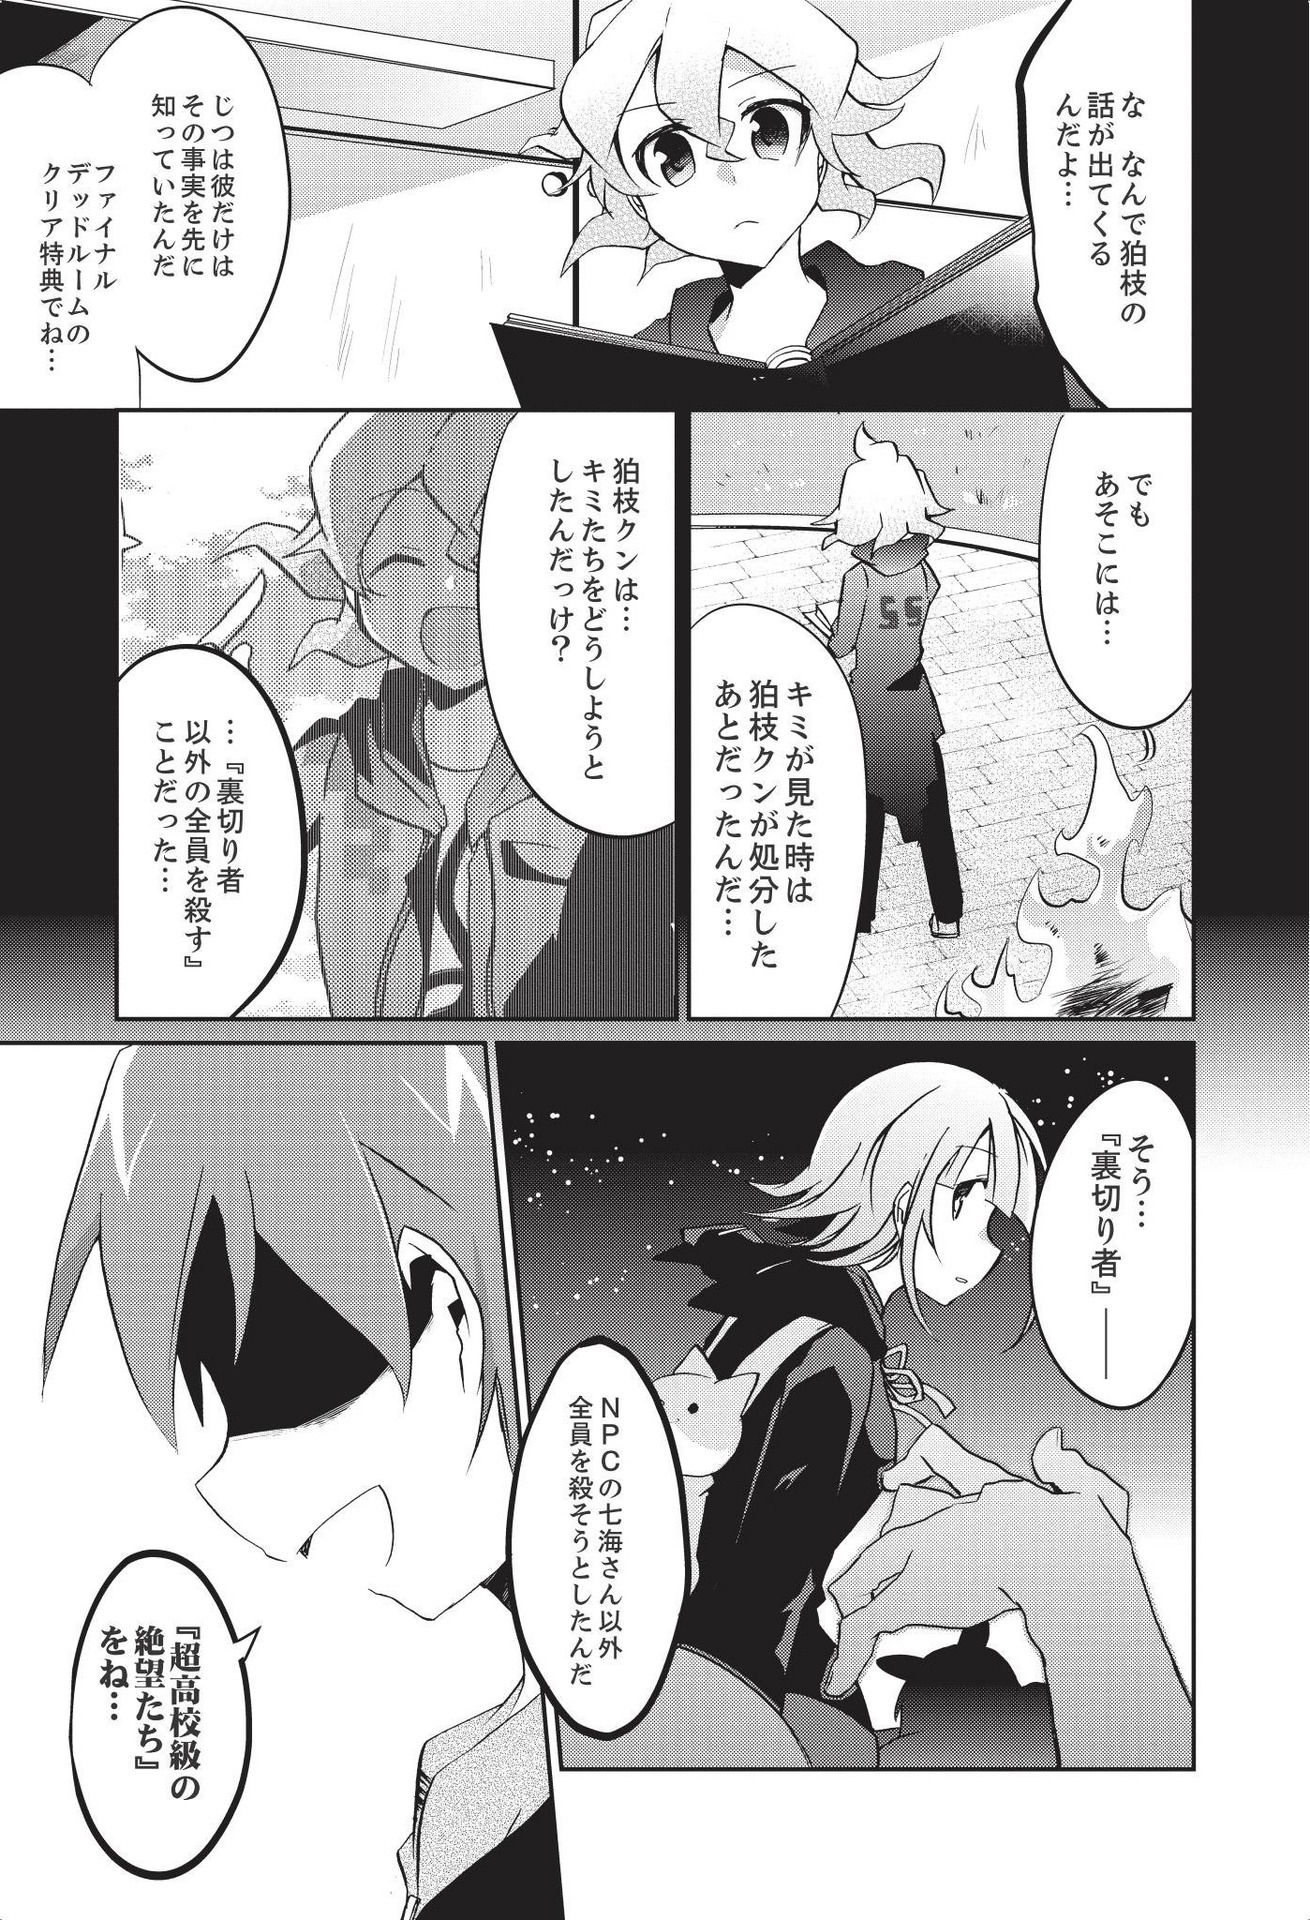 な　なんで狛枝の
話が出てくる
んだよ…
じつは彼だけは
その事実を先に
知っていたんだ
ファイナル
デッドルームの
クリア特典でね…
でも
あそこには…
キミが見た時は
狛枝クンが処分した
あとだったんだ…
狛枝クンは…
キミたちをどうしようと
したんだっけ？
…『裏切り者
以外の全員を殺す』
ことだった…
そう…
『裏切り者』――
NPCの七海さん以外
全員を殺そうとしたんだ
『超高校級の
絶望たち』
をね…
55